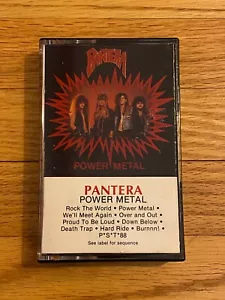 PANTERA
POWER METAL
PANTERA
POWER METAL
Rock The World • Power Metal
We'll Meet Again • Over and Out
Proud To Be Loud • Down Below
Death Trap • Hard Ride • Burnnn!
P*S*T*88
See label for sequence